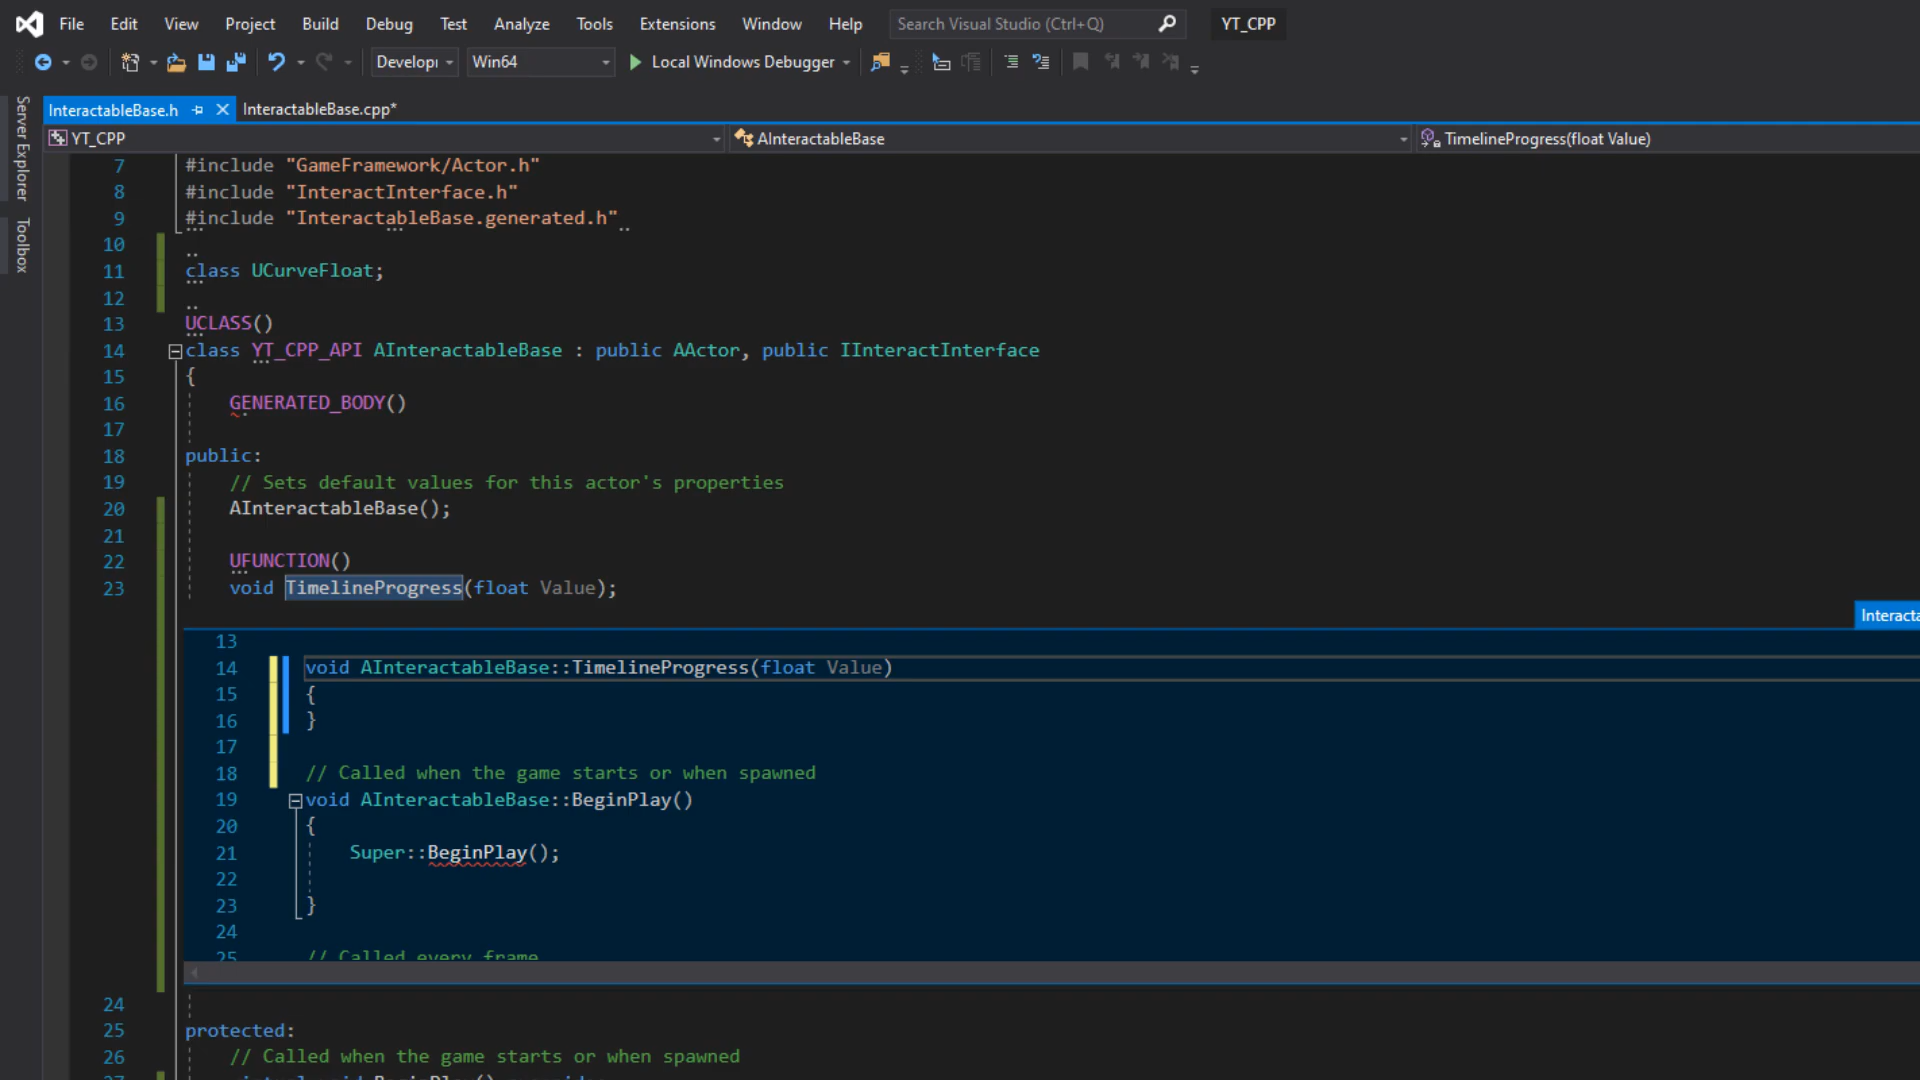 File Edit View Project Build Debug Test Analyze Tools Extensions Window Help Search Visual Studio (Ctrl+Q) YT_CPP
Develop Win64 Local Windows Debugger
Server Explorer
Toolbox
InteractableBase.h InteractableBase.cpp*
YT_CPP AInteractableBase TimelineProgress(float Value)
7 #include "GameFramework/Actor.h"
8 #include "InteractInterface.h"
9 #include "InteractableBase.generated.h"
10
11 class UCurveFloat;
12
13 UCLASS()
14 class YT_CPP_API AInteractableBase : public AActor, public IInteractInterface
15 {
16 GENERATED_BODY()
17
18 public:
19 // Sets default values for this actor's properties
20 AInteractableBase();
21
22 UFUNCTION()
23 void TimelineProgress(float Value);
Interacta
13
14 void AInteractableBase::TimelineProgress(float Value)
15 {
16 }
17
18 // Called when the game starts or when spawned
19 void AInteractableBase::BeginPlay()
20 {
21 Super::BeginPlay();
22
23 }
24
25 // Called every frame
24
25 protected:
26 // Called when the game starts or when spawned